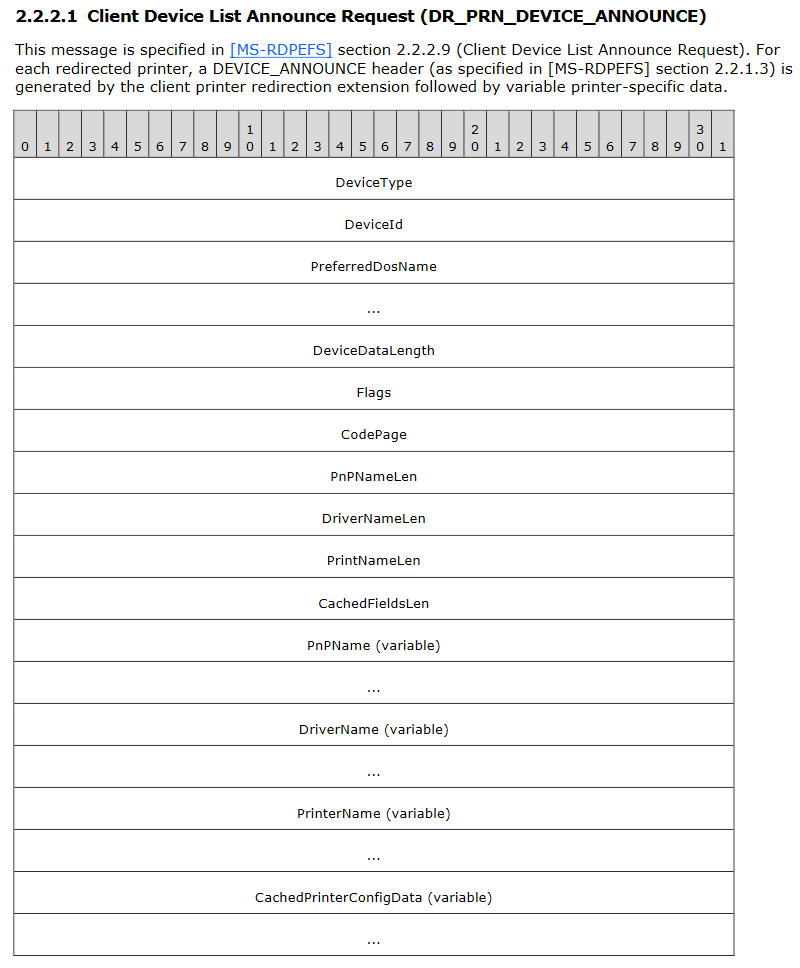 2.2.2.1 Client Device List Announce Request (DR_PRN_DEVICE_ANNOUNCE)
This message is specified in [MS-RDPEFS] section 2.2.2.9 (Client Device List Announce Request). For
each redirected printer, a DEVICE_ANNOUNCE header (as specified in [MS-RDPEFS] section 2.2.1.3) is
generated by the client printer redirection extension followed by variable printer-specific data.
1 2 3
0 1 2 3 4 5 6 7 8 9 0 1 2 3 4 5 6 7 8 9 0 1 2 3 4 5 6 7 8 9 0 1
DeviceType
DeviceId
PreferredDosName
...
DeviceDataLength
Flags
CodePage
PnPNameLen
DriverNameLen
PrintNameLen
CachedFieldsLen
PnPName (variable)
...
DriverName (variable)
...
PrinterName (variable)
...
CachedPrinterConfigData (variable)
...